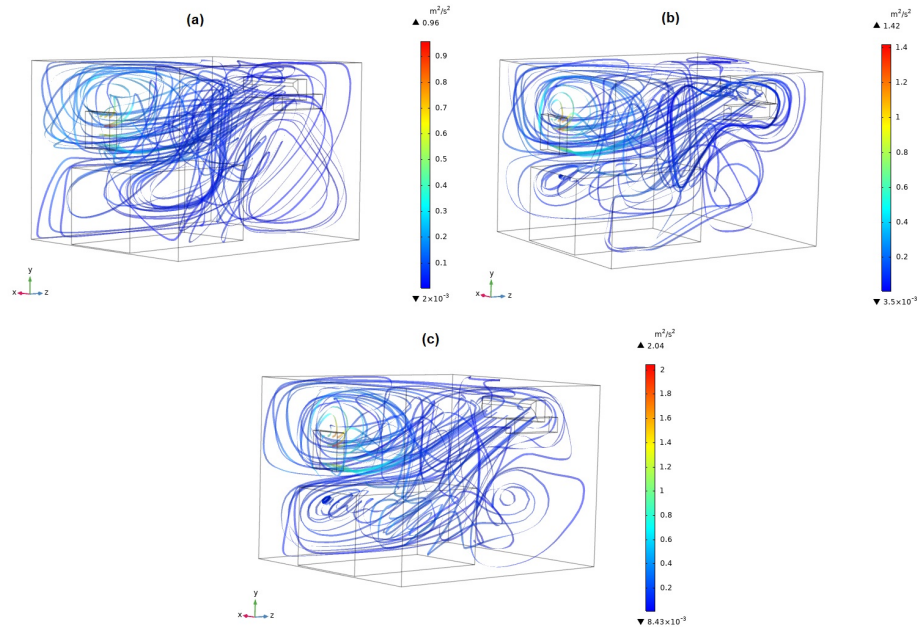 (a)
m²/s²
▲ 0.96
0.9
0.8
0.7
0.6
0.5
0.4
0.3
0.2
0.1
▼ 2×10⁻³
y
x z
(b)
m²/s²
▲ 1.42
1.4
1.2
1
0.8
0.6
0.4
0.2
▼ 3.5×10⁻³
y
x z
(c)
m²/s²
▲ 2.04
2
1.8
1.6
1.4
1.2
1
0.8
0.6
0.4
0.2
▼ 8.43×10⁻³
y
x z